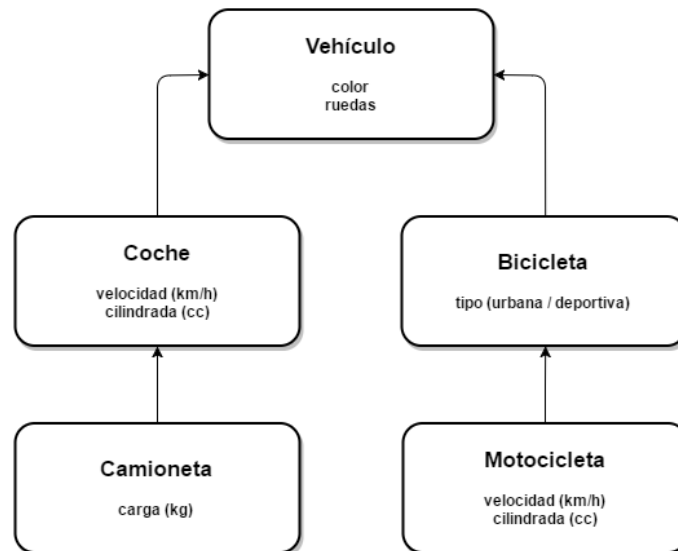 Vehículo
color
ruedas
Coche
velocidad (km/h)
cilindrada (cc)
Bicicleta
tipo (urbana / deportiva)
Camioneta
carga (kg)
Motocicleta
velocidad (km/h)
cilindrada (cc)